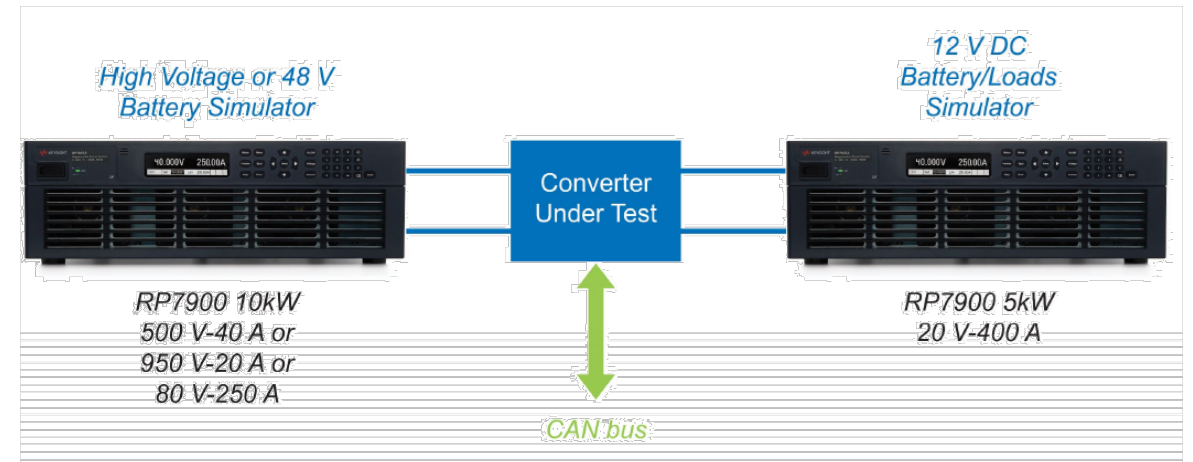 High Voltage or 48 V
Battery Simulator
12 V DC
Battery/Loads
Simulator
KEYSIGHT
40.000V 250.00A
Converter
Under Test
KEYSIGHT
40.000V 250.00A
RP7900 10kW
500 V-40 A or
950 V-20 A or
80 V-250 A
RP7900 5kW
20 V-400 A
CAN bus